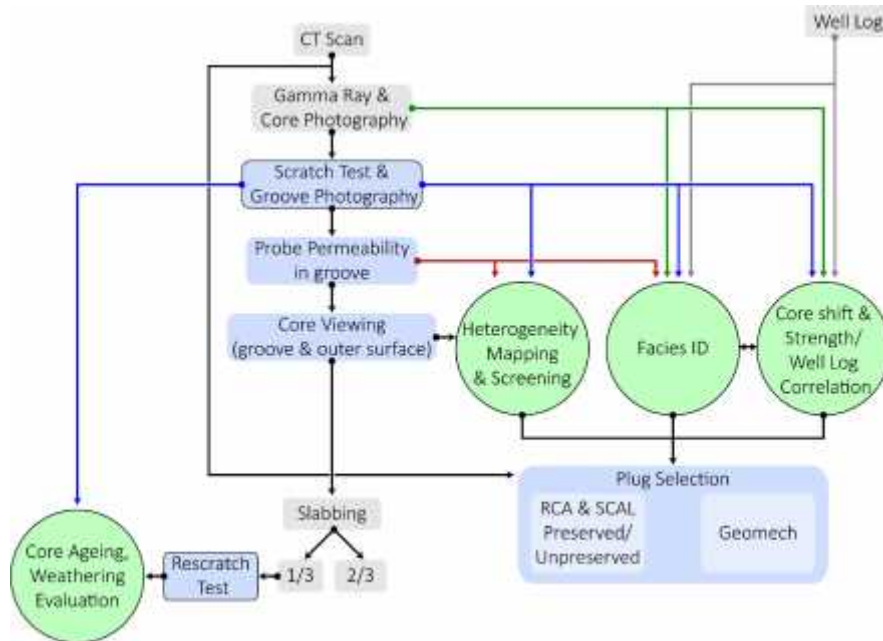 Well Log
CT Scan
Gamma Ray &
Core Photography
Scratch Test &
Groove Photography
Probe Permeability
in groove
Core Viewing
(groove & outer surface)
Heterogeneity
Mapping
& Screening
Facies ID
Core shift &
Strength/
Well Log
Correlation
Plug Selection
RCA & SCAL
Preserved/
Unpreserved
Geomech
Slabbing
1/3
2/3
Rescratch
Test
Core Ageing,
Weathering
Evaluation